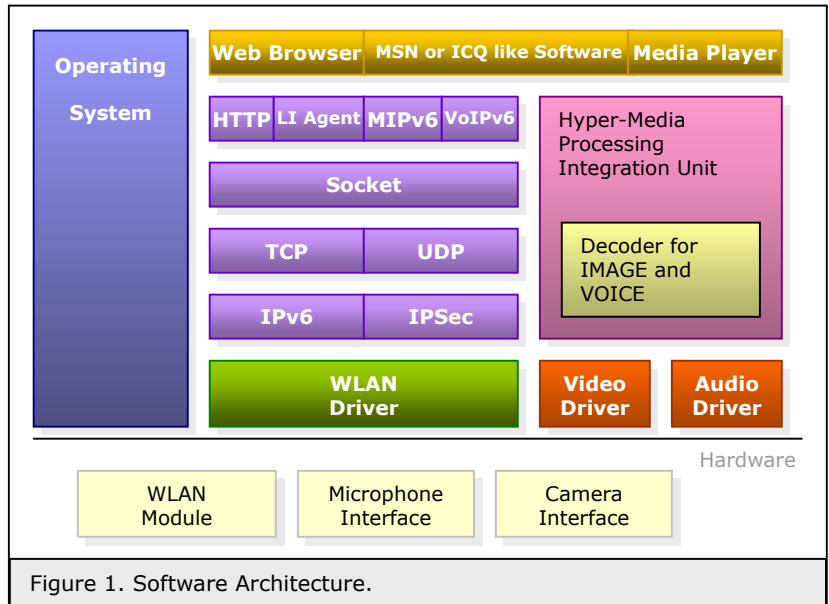 Operating
System
Web Browser
MSN or ICQ like Software
Media Player
HTTP
LI Agent
MIPv6
VoIPv6
Socket
TCP
UDP
IPv6
IPSec
WLAN
Driver
Hyper-Media
Processing
Integration Unit
Decoder for
IMAGE and
VOICE
Video
Driver
Audio
Driver
Hardware
WLAN
Module
Microphone
Interface
Camera
Interface
Figure 1. Software Architecture.